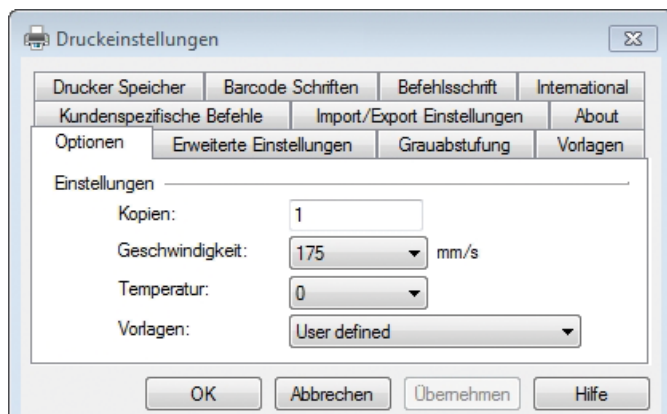 Druckeinstellungen
Drucker Speicher Barcode Schriften Befehlsschrift International
Kundenspezifische Befehle Import/Export Einstellungen About
Optionen Erweiterte Einstellungen Grauabstufung Vorlagen
Einstellungen
Kopien: 1
Geschwindigkeit: 175 mm/s
Temperatur: 0
Vorlagen: User defined
OK Abbrechen Übernehmen Hilfe